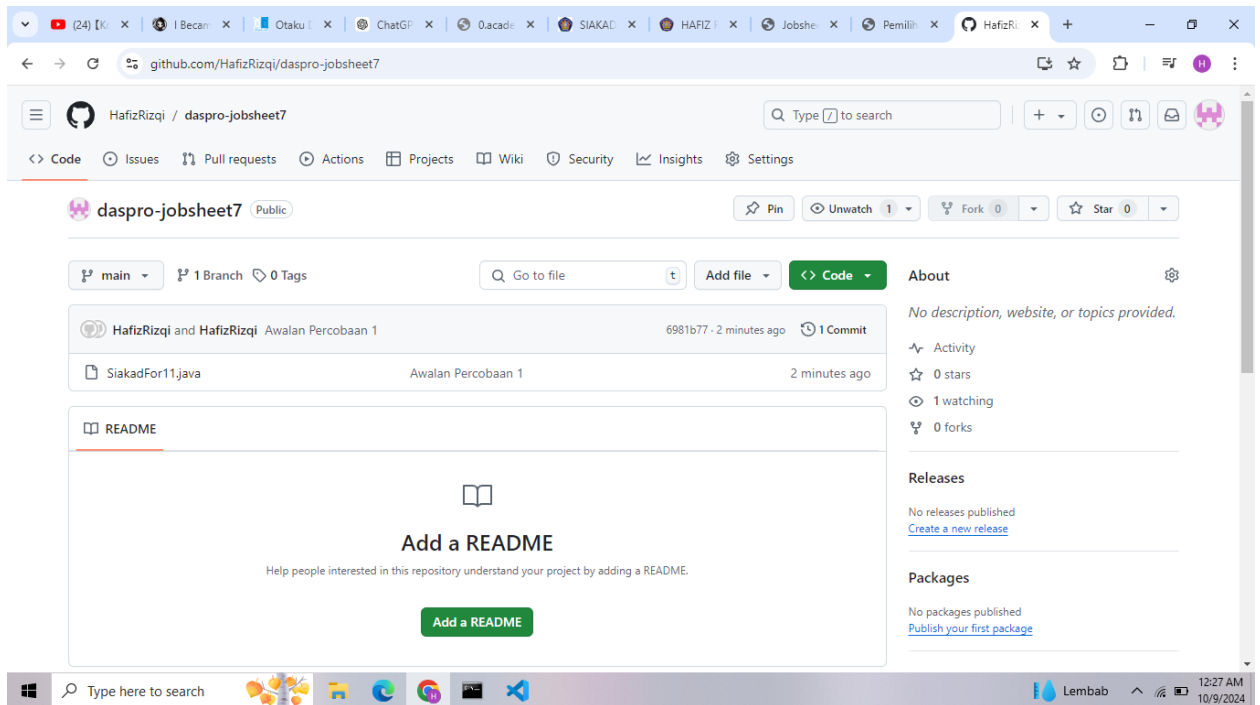 (24) 【K
I Becam
Otaku D
ChatGP
0.acade
SIAKAD
HAFIZ F
Jobshe
Pemilih
HafizRi
github.com/HafizRizqi/daspro-jobsheet7
H
HafizRizqi / daspro-jobsheet7
Type / to search
Code Issues Pull requests Actions Projects Wiki Security Insights Settings
daspro-jobsheet7 Public
Pin Unwatch 1 Fork 0 Star 0
main 1 Branch 0 Tags
Go to file t Add file Code
HafizRizqi and HafizRizqi Awalan Percobaan 1 6981b77 · 2 minutes ago 1 Commit
SiakadFor11.java Awalan Percobaan 1 2 minutes ago
README
Add a README
Help people interested in this repository understand your project by adding a README.
Add a README
About
No description, website, or topics provided.
Activity
0 stars
1 watching
0 forks
Releases
No releases published
Create a new release
Packages
No packages published
Publish your first package
Type here to search
Lembab
12:27 AM
10/9/2024